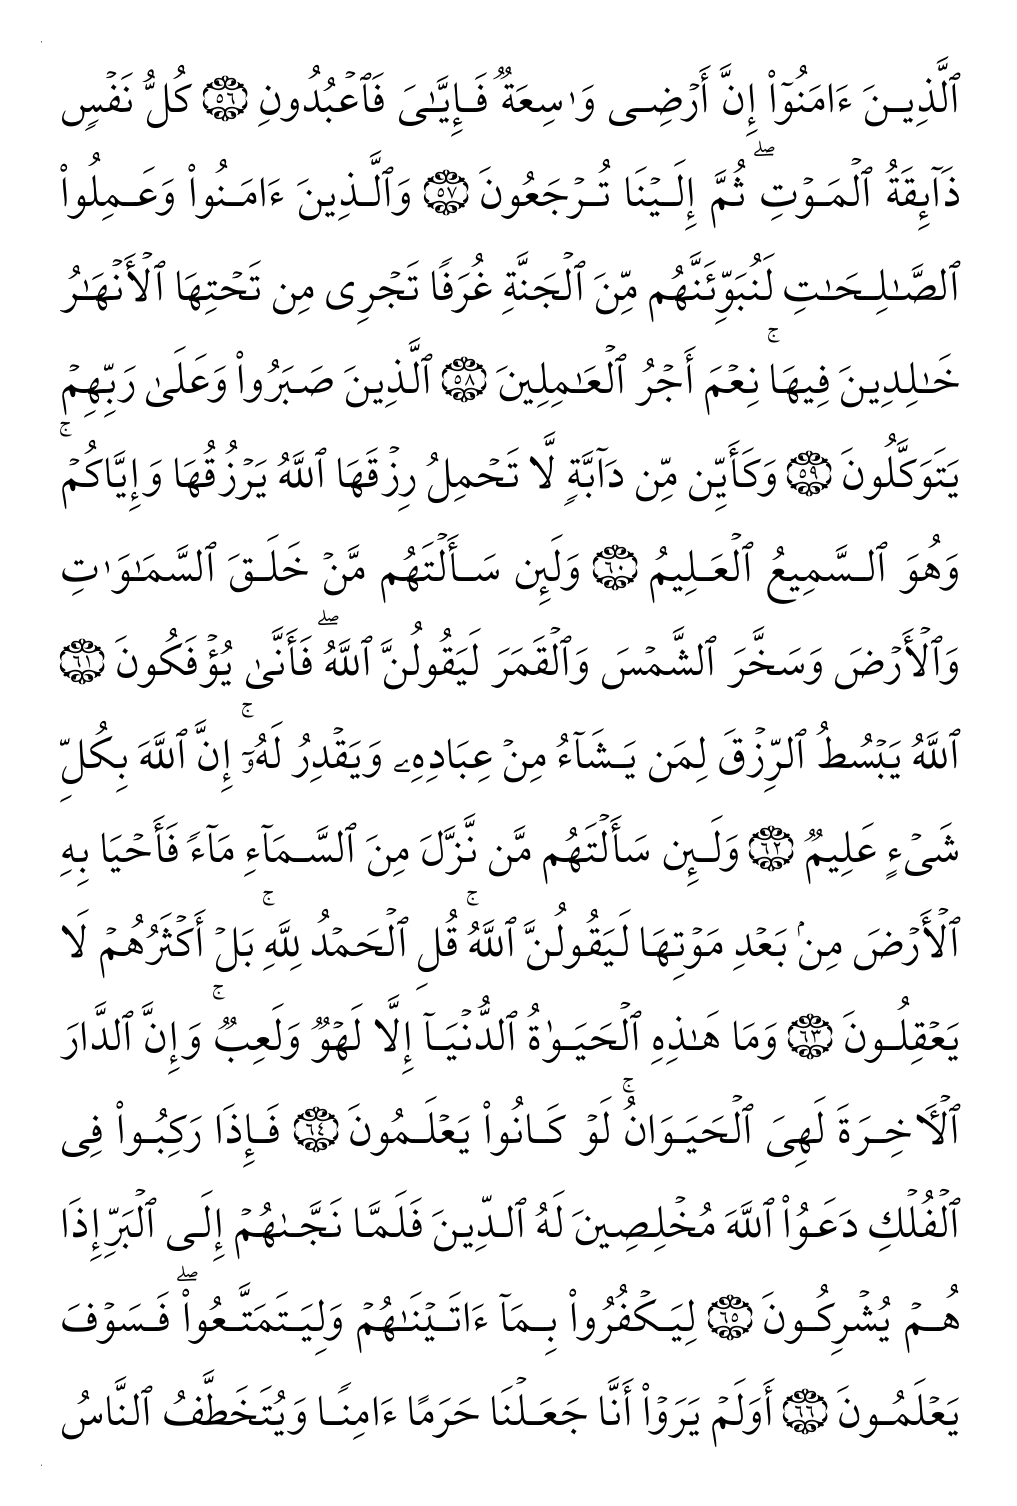 ٱلَّذِينَ ءَامَنُوٓاْ إِنَّ أَرۡضِى وَٰسِعَةٌ فَإِيَّـٰىَ فَٱعۡبُدُونِ ٥٦ كُلُّ نَفۡسٍ
ذَآئِقَةُ ٱلۡمَوۡتِۖ ثُمَّ إِلَيۡنَا تُرۡجَعُونَ ٥٧ وَٱلَّذِينَ ءَامَنُواْ وَعَمِلُواْ
ٱلصَّـٰلِحَـٰتِ لَنُبَوِّئَنَّهُم مِّنَ ٱلۡجَنَّةِ غُرَفًا تَجۡرِى مِن تَحۡتِهَا ٱلۡأَنۡهَـٰرُ
خَـٰلِدِينَ فِيهَاۚ نِعۡمَ أَجۡرُ ٱلۡعَـٰمِلِينَ ٥٨ ٱلَّذِينَ صَبَرُواْ وَعَلَىٰ رَبِّهِمۡ
يَتَوَكَّلُونَ ٥٩ وَكَأَيِّن مِّن دَآبَّةٍ لَّا تَحۡمِلُ رِزۡقَهَا ٱللَّهُ يَرۡزُقُهَا وَإِيَّاكُمۡۚ
وَهُوَ ٱلسَّمِيعُ ٱلۡعَلِيمُ ٦٠ وَلَئِن سَأَلۡتَهُم مَّنۡ خَلَقَ ٱلسَّمَـٰوَٰتِ
وَٱلۡأَرۡضَ وَسَخَّرَ ٱلشَّمۡسَ وَٱلۡقَمَرَ لَيَقُولُنَّ ٱللَّهُۖ فَأَنَّىٰ يُؤۡفَكُونَ ٦١
ٱللَّهُ يَبۡسُطُ ٱلرِّزۡقَ لِمَن يَشَآءُ مِنۡ عِبَادِهِۦ وَيَقۡدِرُ لَهُۥٓۚ إِنَّ ٱللَّهَ بِكُلِّ
شَىۡءٍ عَلِيمٌ ٦٢ وَلَئِن سَأَلۡتَهُم مَّن نَّزَّلَ مِنَ ٱلسَّمَآءِ مَآءً فَأَحۡيَا بِهِ
ٱلۡأَرۡضَ مِنۢ بَعۡدِ مَوۡتِهَا لَيَقُولُنَّ ٱللَّهُۚ قُلِ ٱلۡحَمۡدُ لِلَّهِۚ بَلۡ أَكۡثَرُهُمۡ لَا
يَعۡقِلُونَ ٦٣ وَمَا هَـٰذِهِ ٱلۡحَيَوٰةُ ٱلدُّنۡيَآ إِلَّا لَهۡوٌ وَلَعِبٌۚ وَإِنَّ ٱلدَّارَ
ٱلۡأَخِرَةَ لَهِىَ ٱلۡحَيَوَانُۚ لَوۡ كَانُواْ يَعۡلَمُونَ ٦٤ فَإِذَا رَكِبُواْ فِى
ٱلۡفُلۡكِ دَعَوُاْ ٱللَّهَ مُخۡلِصِينَ لَهُ ٱلدِّينَ فَلَمَّا نَجَّىٰهُمۡ إِلَى ٱلۡبَرِّ إِذَا
هُمۡ يُشۡرِكُونَ ٦٥ لِيَكۡفُرُواْ بِمَآ ءَاتَيۡنَـٰهُمۡ وَلِيَتَمَتَّعُواْۖ فَسَوۡفَ
يَعۡلَمُونَ ٦٦ أَوَلَمۡ يَرَوۡاْ أَنَّا جَعَلۡنَا حَرَمًا ءَامِنًا وَيُتَخَطَّفُ ٱلنَّاسُ